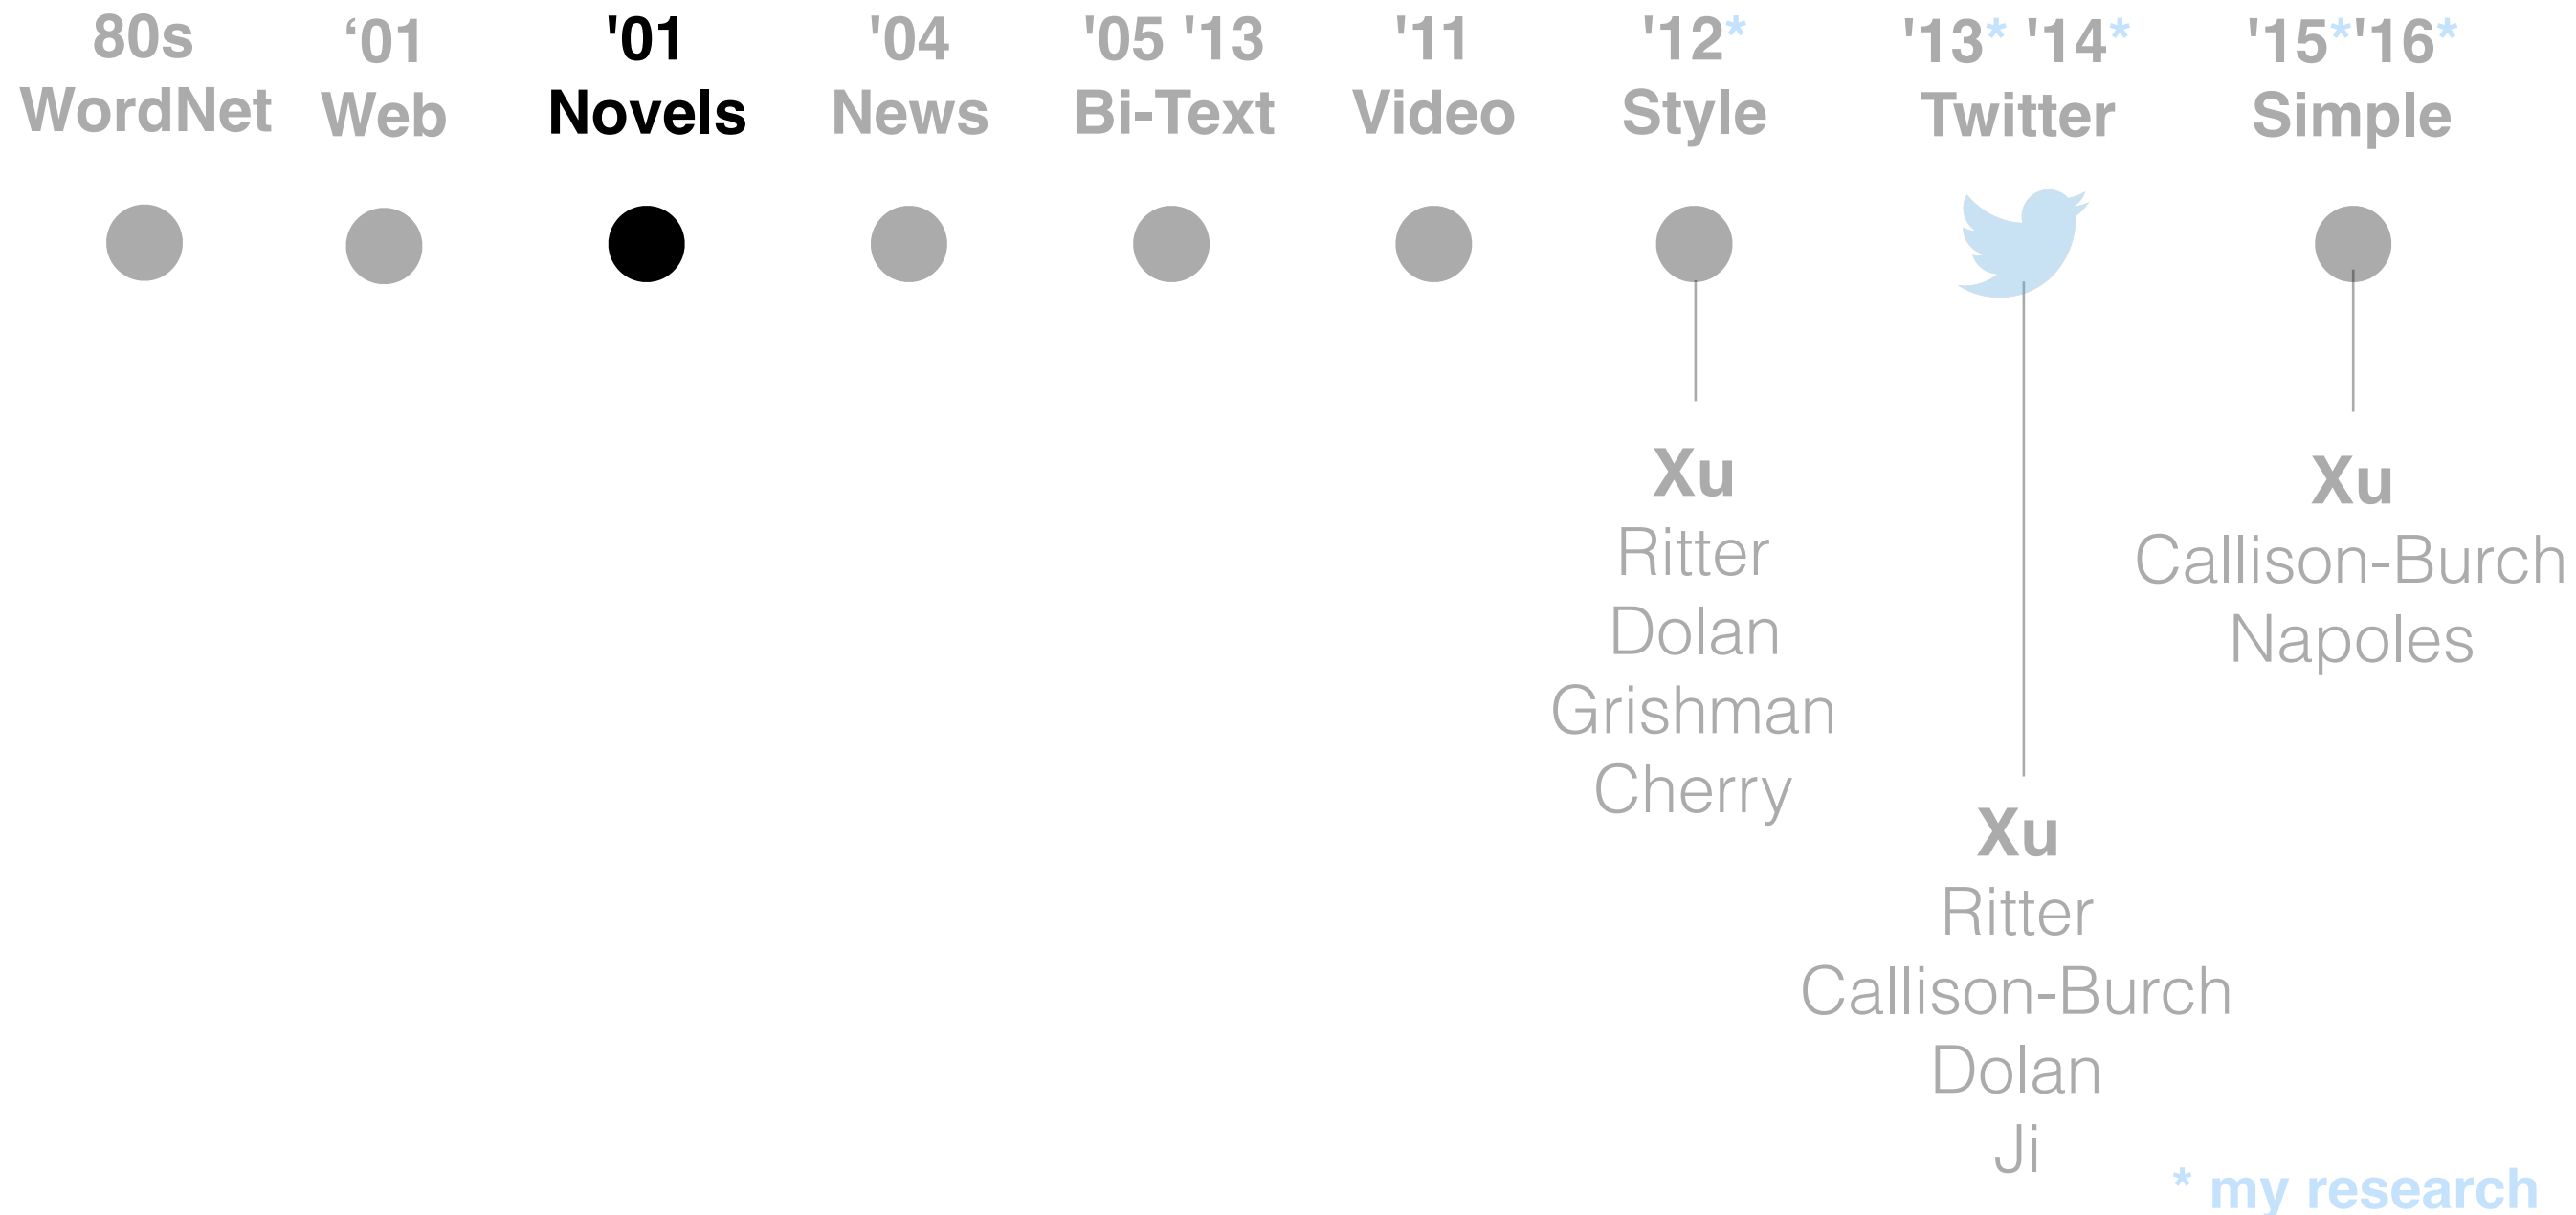 80s
WordNet
‘01
Web
'01
Novels
'04
News
'05 '13
Bi-Text
'11
Video
'12*
Style
'13* '14*
Twitter
'15*'16*
Simple
Xu
Ritter
Dolan
Grishman
Cherry
Xu
Ritter
Callison-Burch
Dolan
Ji
Xu
Callison-Burch
Napoles
* my research